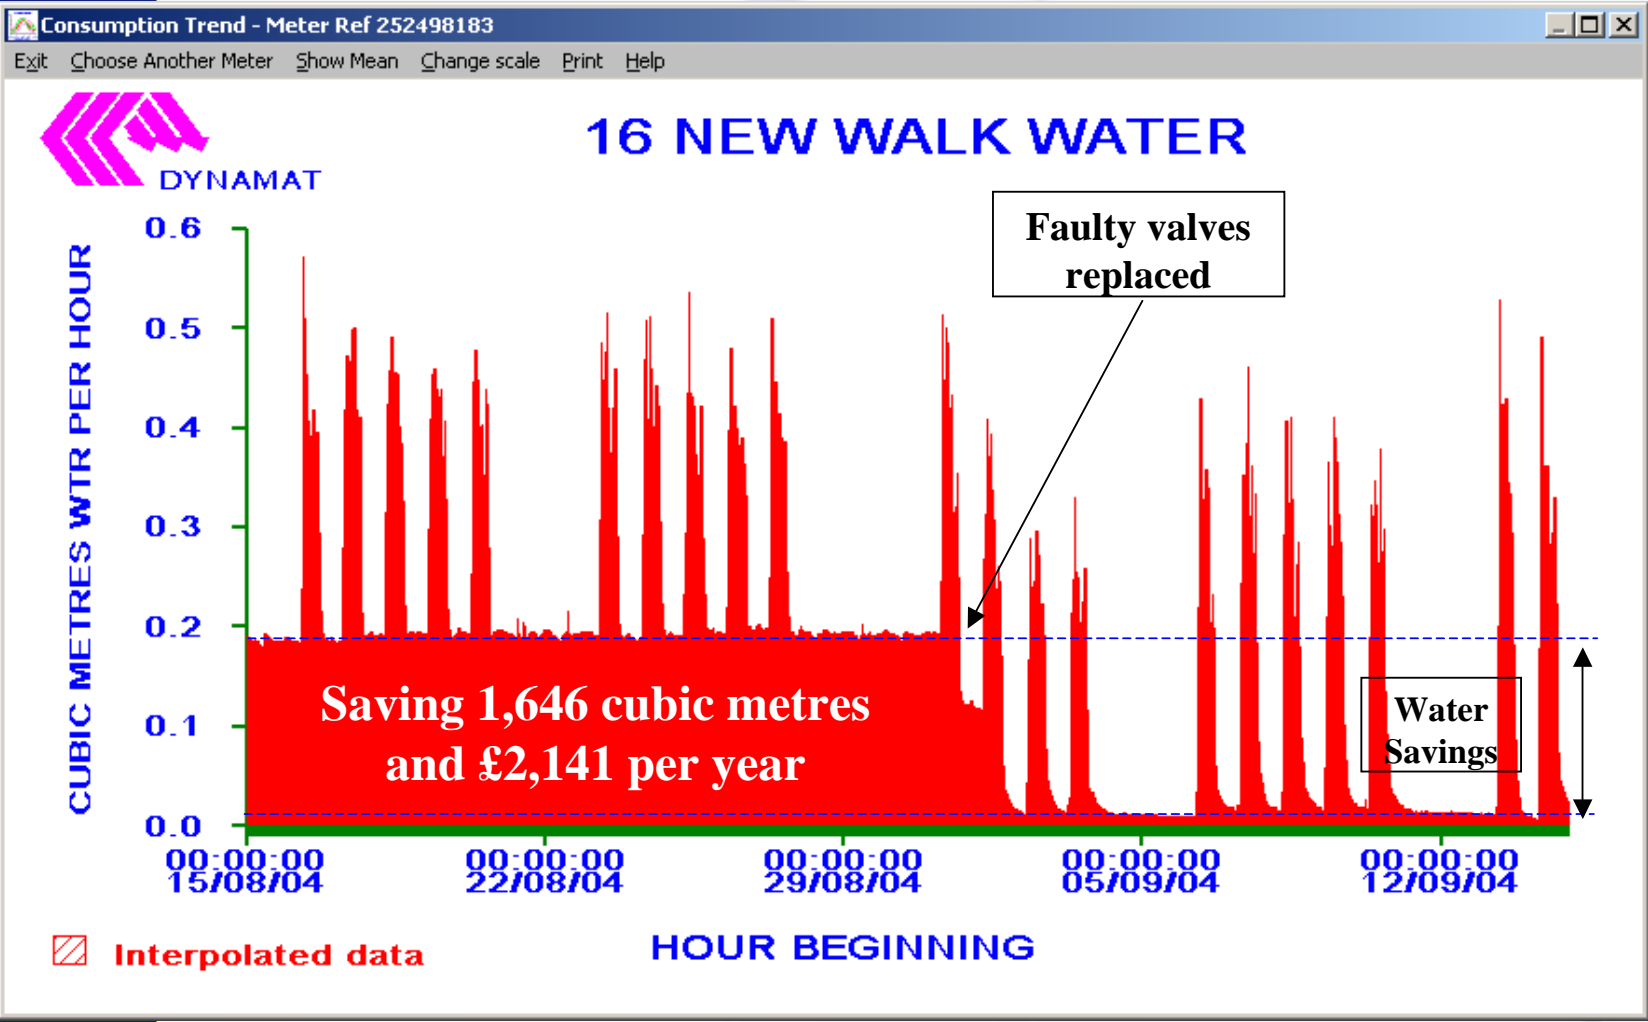 Consumption Trend - Meter Ref 252498183
Exit Choose Another Meter Show Mean Change scale Print Help
DYNAMAT
16 NEW WALK WATER
Faulty valves
replaced
CUBIC METRES WTR PER HOUR
0.6
0.5
0.4
0.3
0.2
0.1
0.0
Saving 1,646 cubic metres
and £2,141 per year
Water
Savings
00:00:00 00:00:00 00:00:00 00:00:00 00:00:00
15/08/04 22/08/04 29/08/04 05/09/04 12/09/04
HOUR BEGINNING
Interpolated data